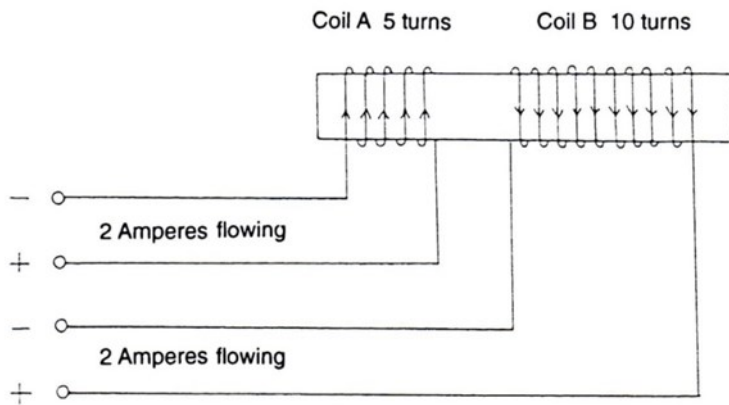 Coil A 5 turns
Coil B 10 turns
−
2 Amperes flowing
+
−
2 Amperes flowing
+